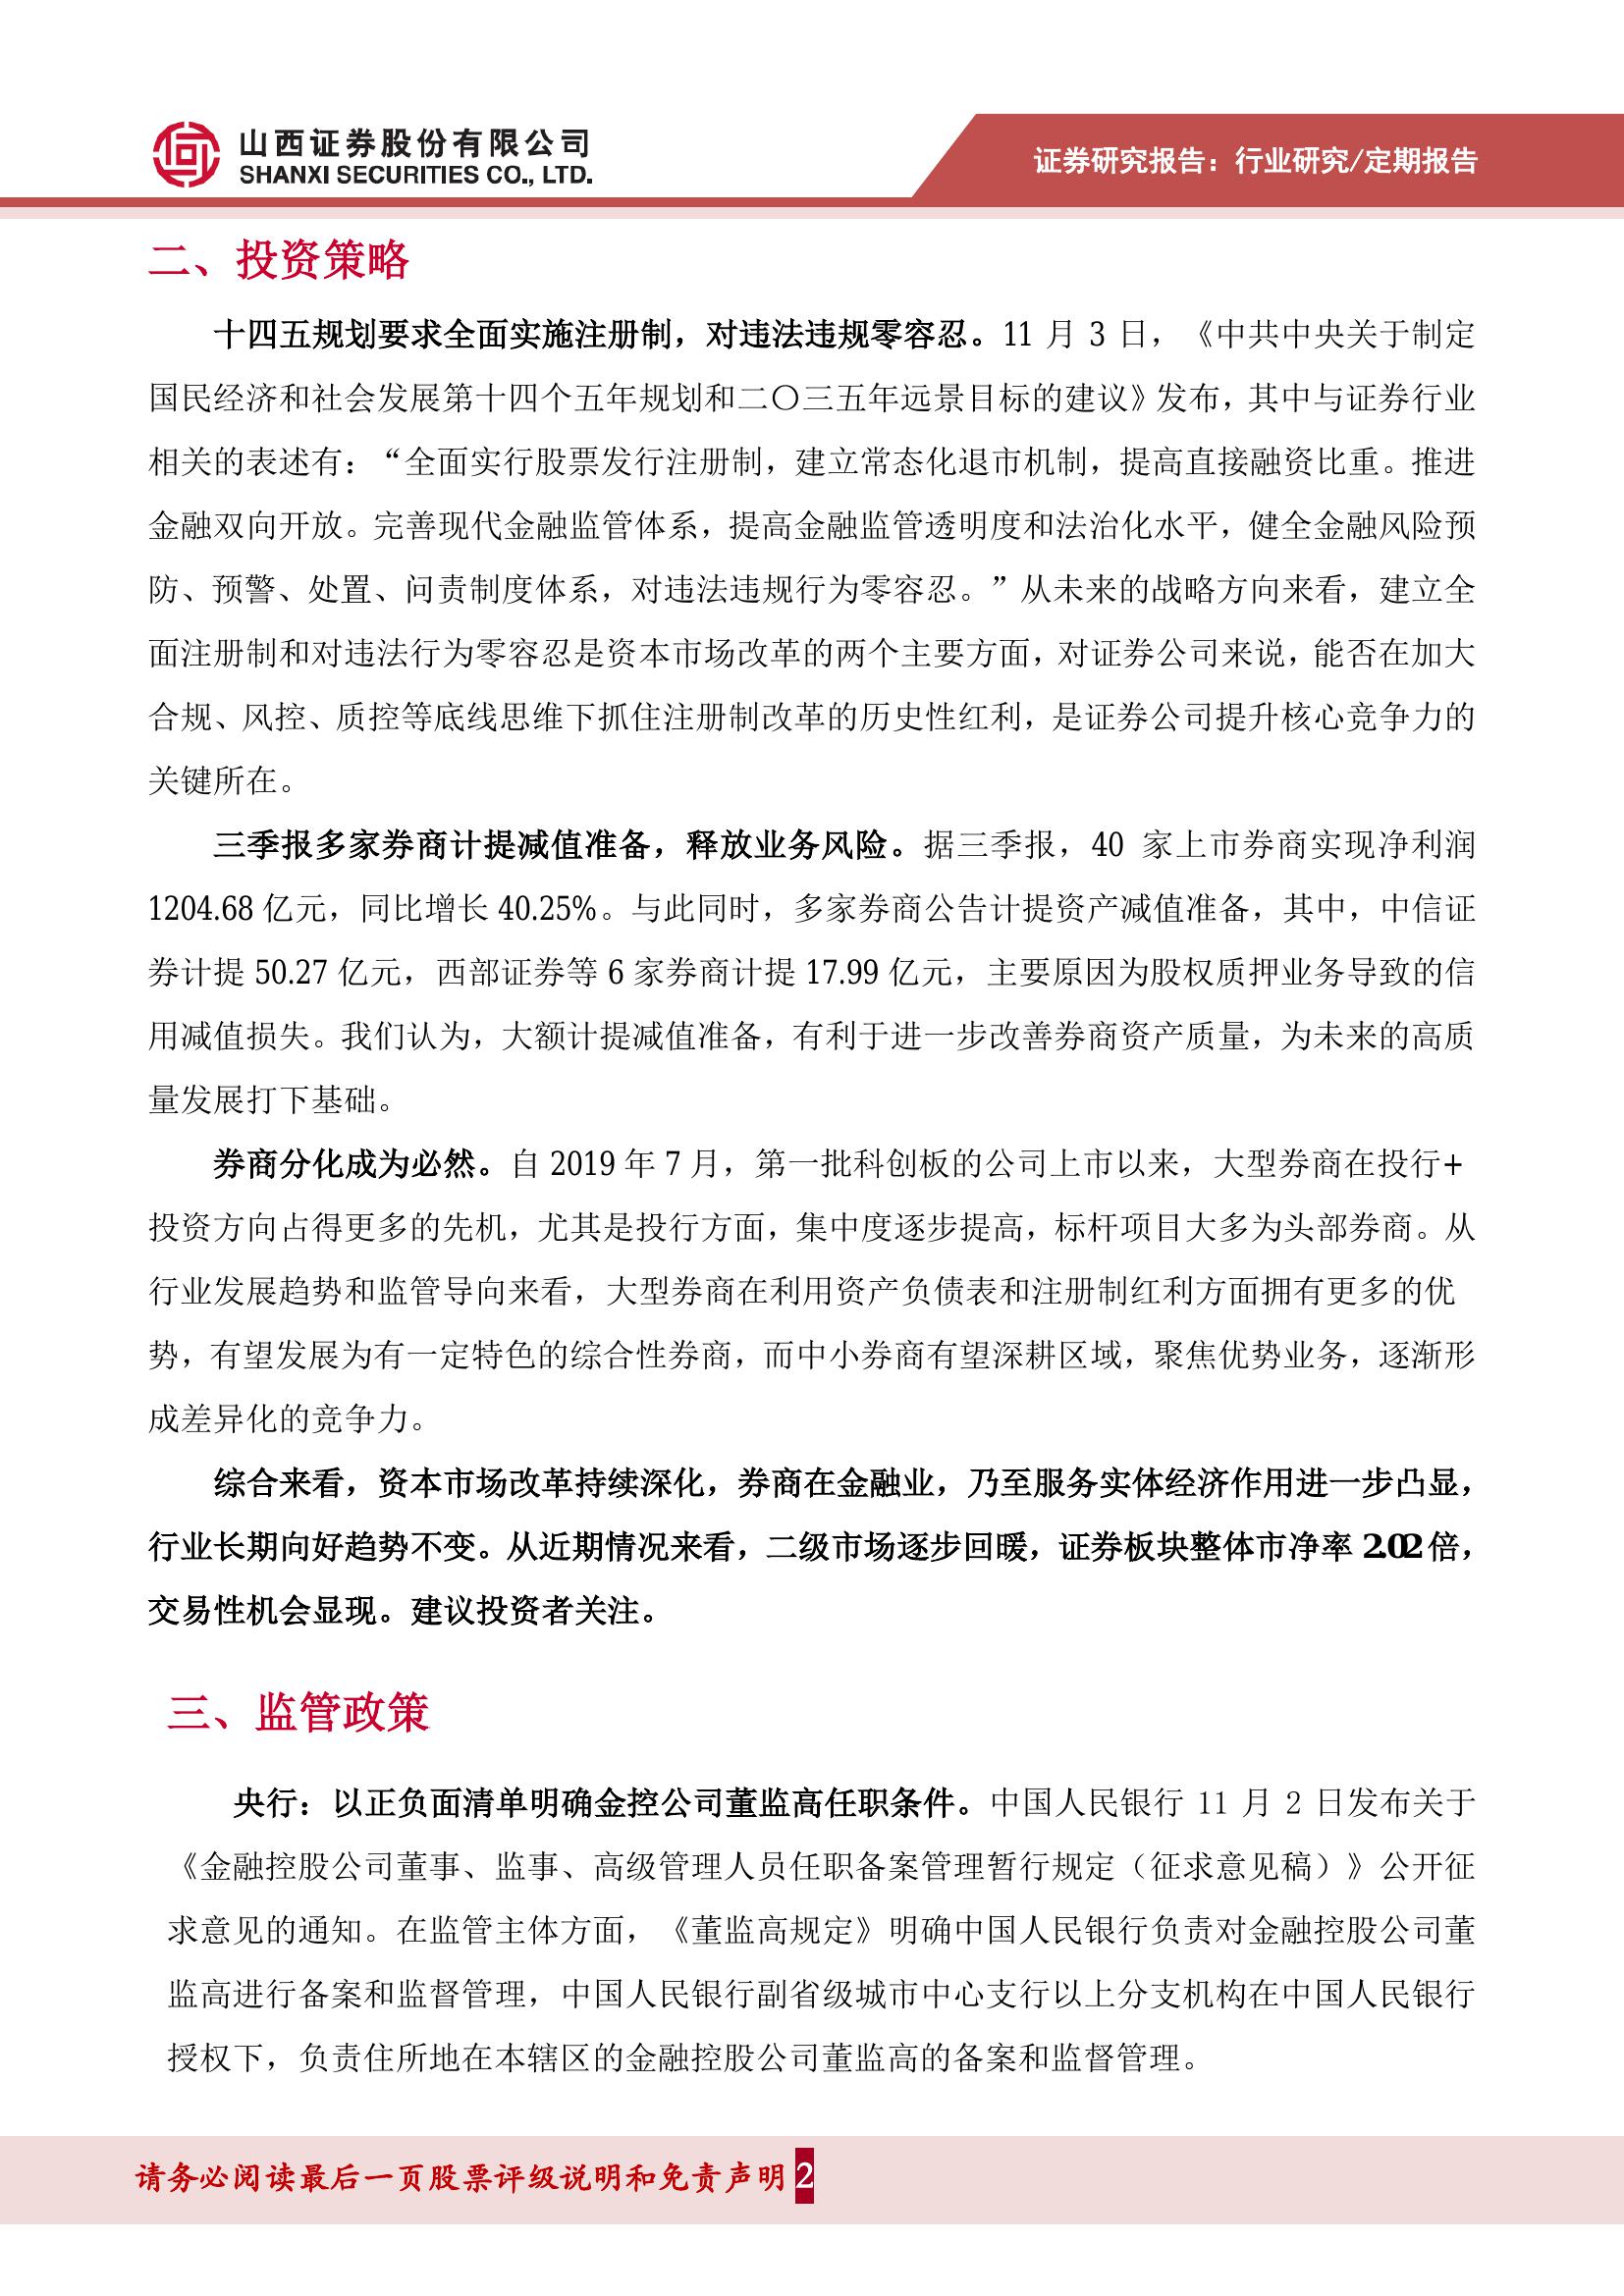 山西证券股份有限公司
SHANXI SECURITIES CO., LTD.
证券研究报告：行业研究/定期报告
二、投资策略
十四五规划要求全面实施注册制，对违法违规零容忍。11 月 3 日，《中共中央关于制定
国民经济和社会发展第十四个五年规划和二〇三五年远景目标的建议》发布，其中与证券行业
相关的表述有：“全面实行股票发行注册制，建立常态化退市机制，提高直接融资比重。推进
金融双向开放。完善现代金融监管体系，提高金融监管透明度和法治化水平，健全金融风险预
防、预警、处置、问责制度体系，对违法违规行为零容忍。”从未来的战略方向来看，建立全
面注册制和对违法行为零容忍是资本市场改革的两个主要方面，对证券公司来说，能否在加大
合规、风控、质控等底线思维下抓住注册制改革的历史性红利，是证券公司提升核心竞争力的
关键所在。
三季报多家券商计提减值准备，释放业务风险。据三季报，40 家上市券商实现净利润
1204.68 亿元，同比增长 40.25%。与此同时，多家券商公告计提资产减值准备，其中，中信证
券计提 50.27 亿元，西部证券等 6 家券商计提 17.99 亿元，主要原因为股权质押业务导致的信
用减值损失。我们认为，大额计提减值准备，有利于进一步改善券商资产质量，为未来的高质
量发展打下基础。
券商分化成为必然。自 2019 年 7 月，第一批科创板的公司上市以来，大型券商在投行+
投资方向占得更多的先机，尤其是投行方面，集中度逐步提高，标杆项目大多为头部券商。从
行业发展趋势和监管导向来看，大型券商在利用资产负债表和注册制红利方面拥有更多的优
势，有望发展为有一定特色的综合性券商，而中小券商有望深耕区域，聚焦优势业务，逐渐形
成差异化的竞争力。
综合来看，资本市场改革持续深化，券商在金融业，乃至服务实体经济作用进一步凸显，
行业长期向好趋势不变。从近期情况来看，二级市场逐步回暖，证券板块整体市净率 2.02 倍，
交易性机会显现。建议投资者关注。
三、监管政策
央行：以正负面清单明确金控公司董监高任职条件。中国人民银行 11 月 2 日发布关于
《金融控股公司董事、监事、高级管理人员任职备案管理暂行规定（征求意见稿）》公开征
求意见的通知。在监管主体方面，《董监高规定》明确中国人民银行负责对金融控股公司董
监高进行备案和监督管理，中国人民银行副省级城市中心支行以上分支机构在中国人民银行
授权下，负责住所地在本辖区的金融控股公司董监高的备案和监督管理。
请务必阅读最后一页股票评级说明和免责声明 2